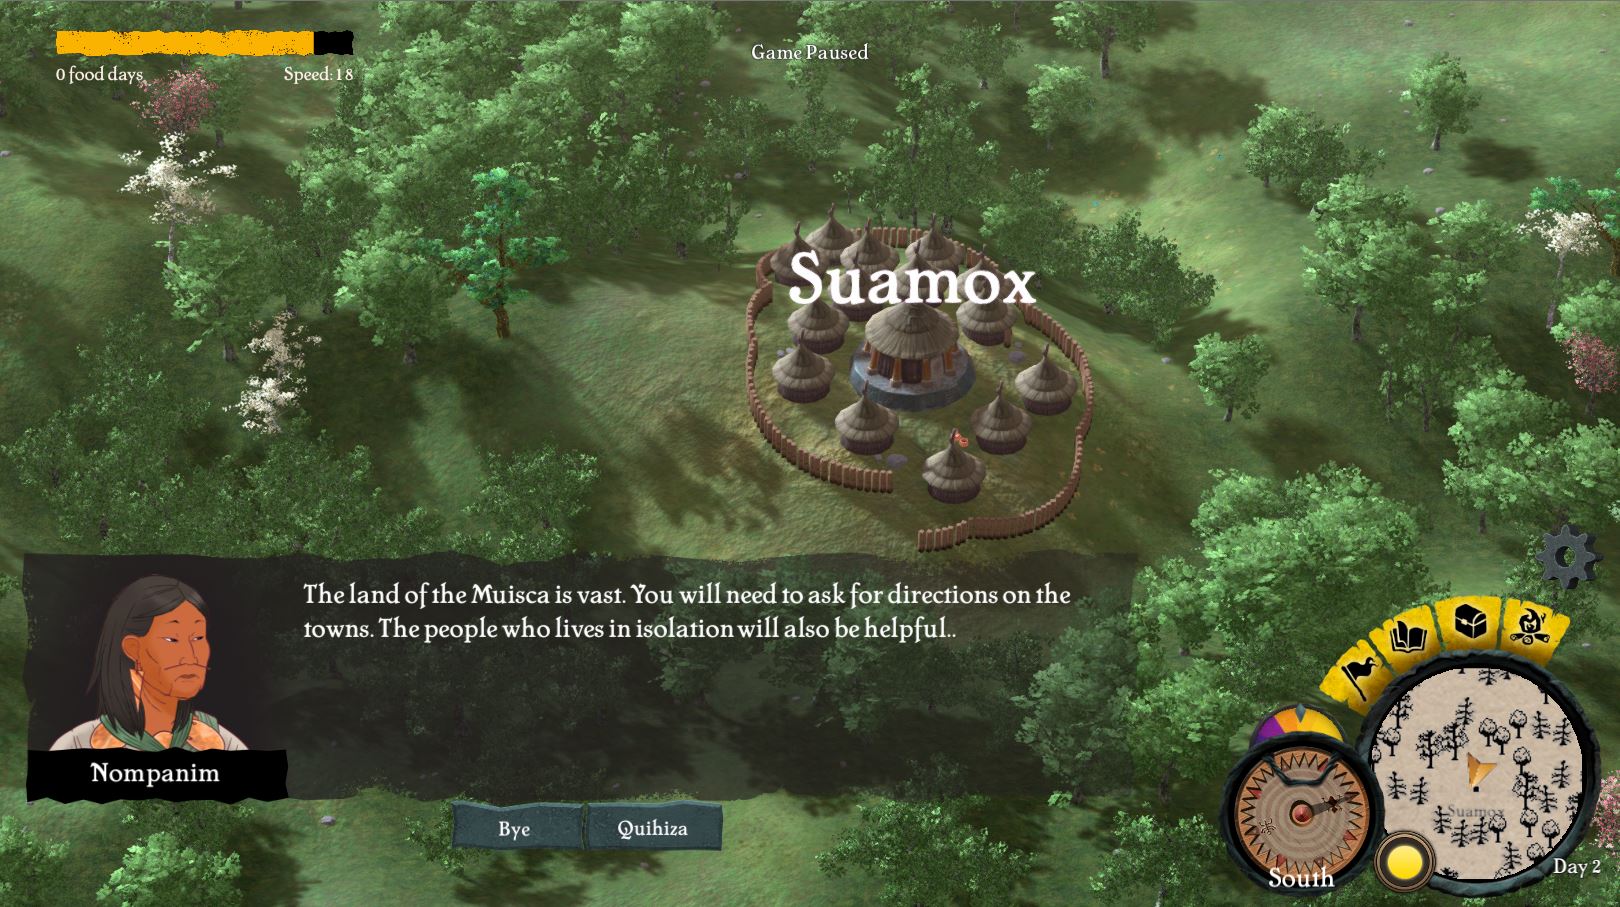 Game Paused
0 food days
Speed:18
Suamox
The land of the Muisca is vast. You will need to ask for directions on the
towns. The people who lives in isolation will also be helpful..
Nompanim
Bye
Quihiza
Suamox
South
Day 2